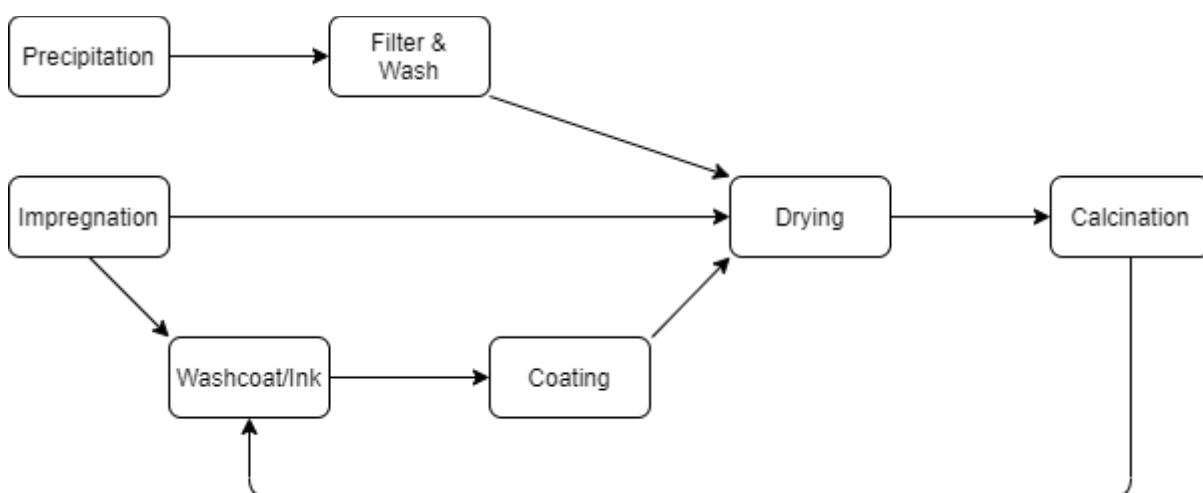 Precipitation
Filter &
Wash
Impregnation
Drying
Calcination
Washcoat/Ink
Coating